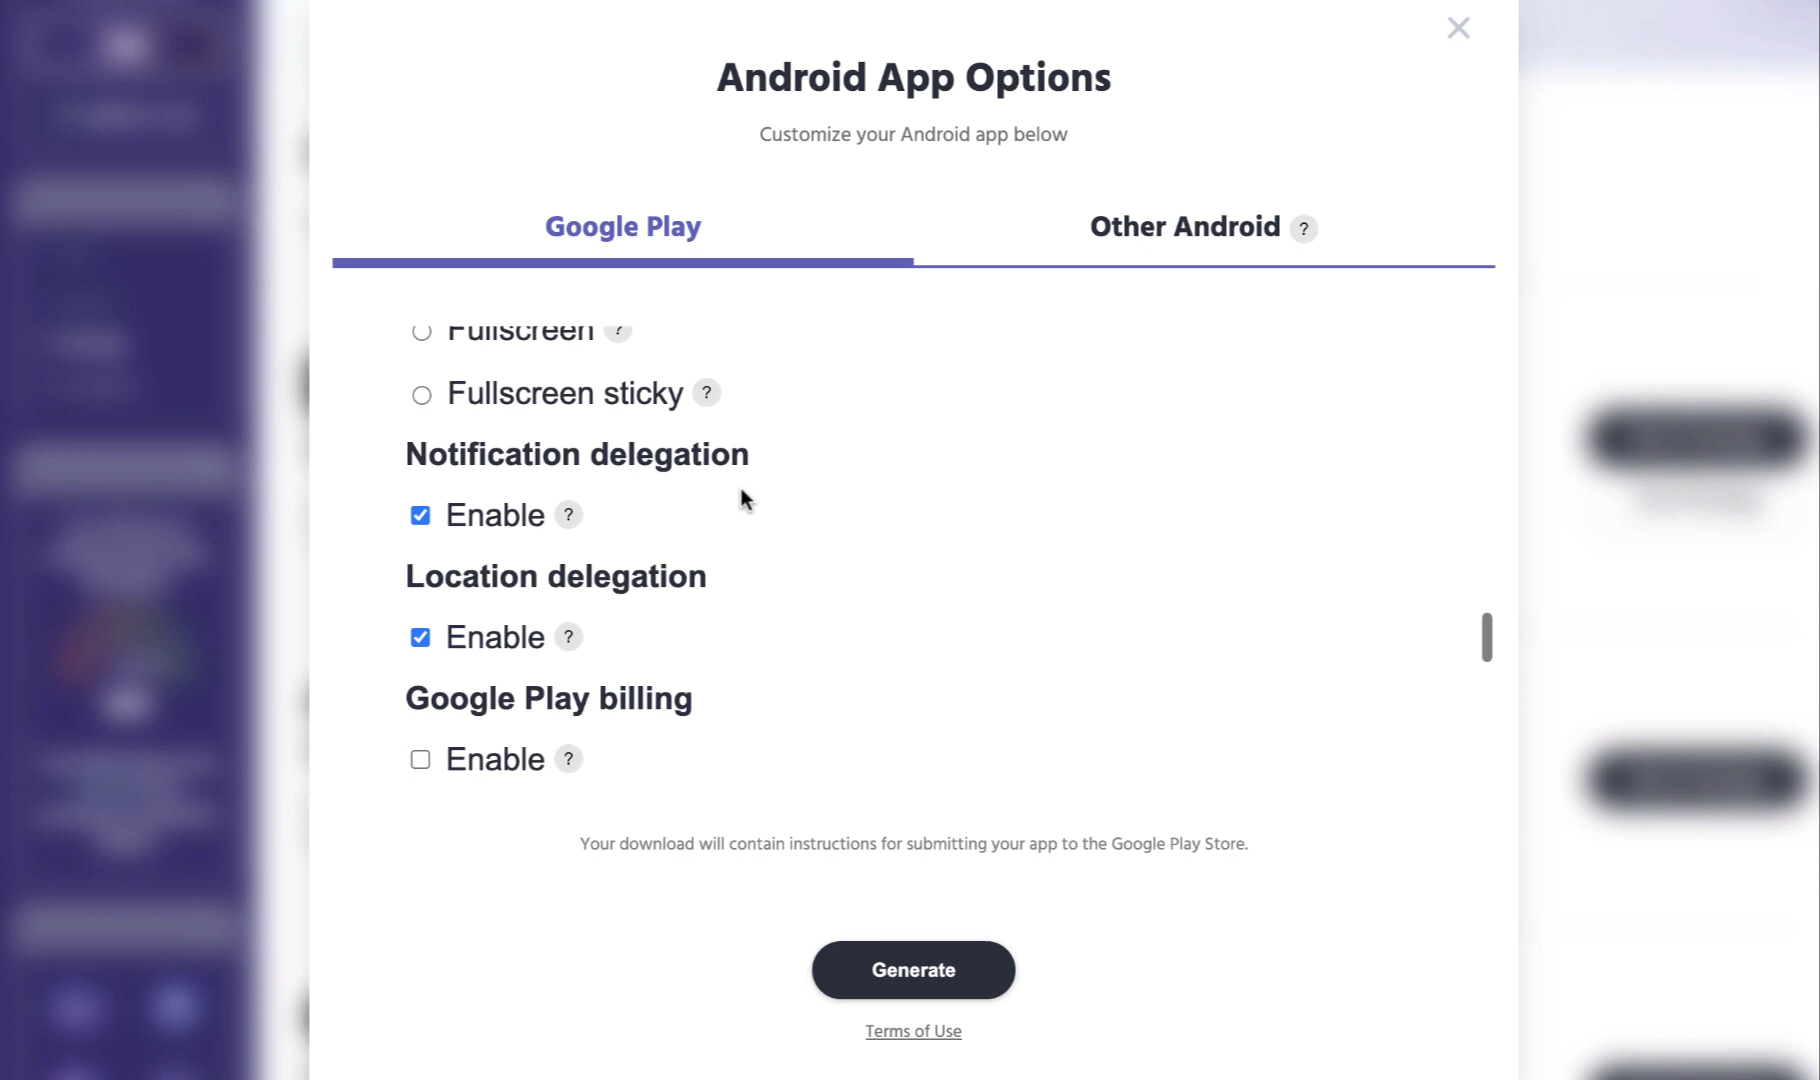 Android App Options
Customize your Android app below
Google Play
Other Android ?
Fullscreen ?
Fullscreen sticky ?
Notification delegation
Enable ?
Location delegation
Enable ?
Google Play billing
Enable ?
Your download will contain instructions for submitting your app to the Google Play Store.
Generate
Terms of Use